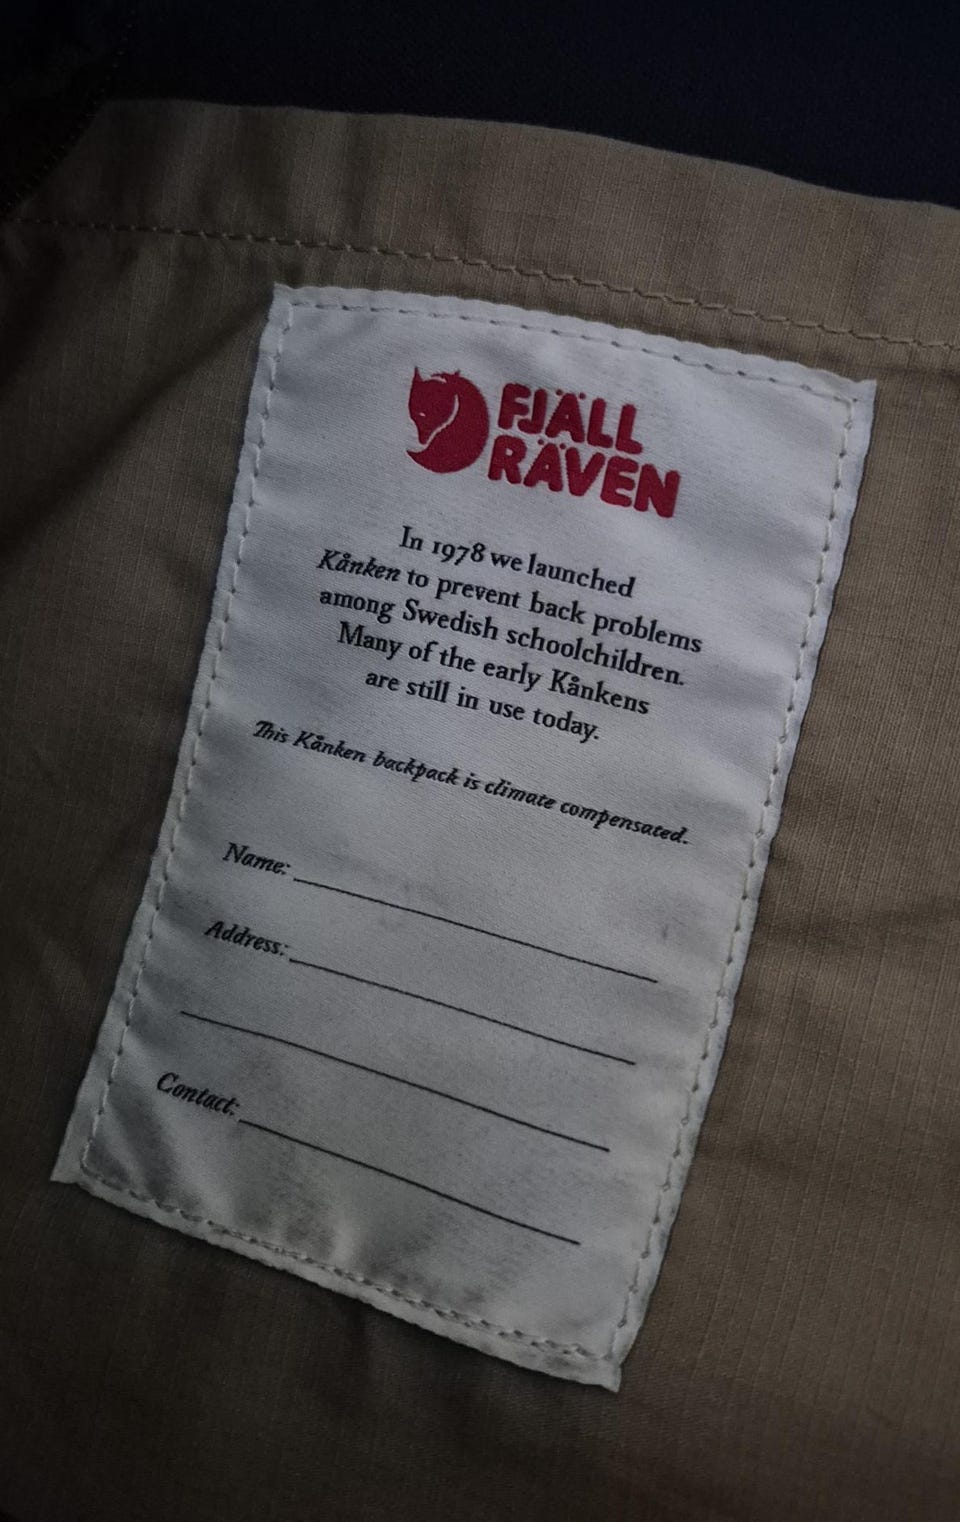 FJÄLL
RÄVEN
In 1978 we launched
Kånken to prevent back problems
among Swedish schoolchildren.
Many of the early Kånkens
are still in use today.
This Kånken backpack is climate compensated.
Name:
Address:
Contact: